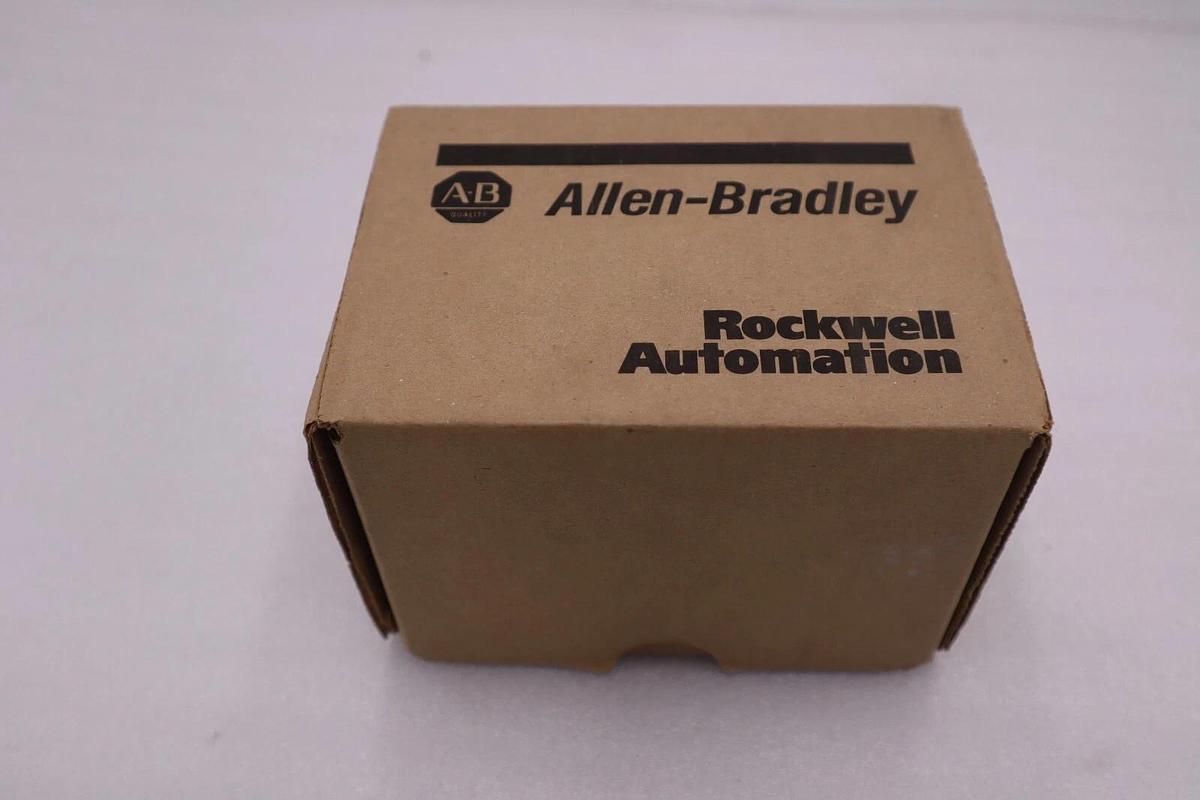 A·B
QUALITY
Allen-Bradley
Rockwell
Automation